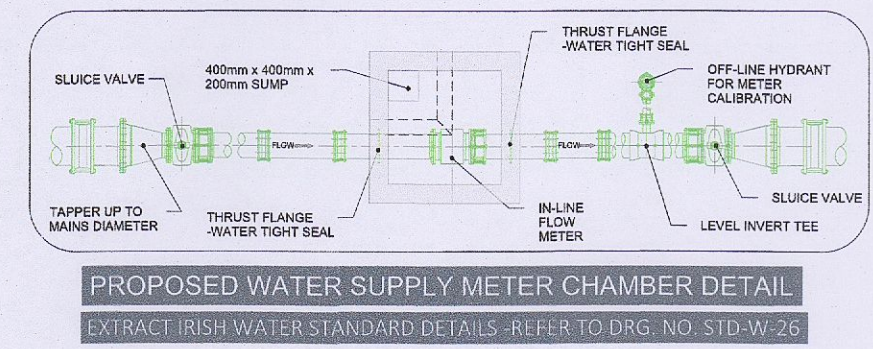 THRUST FLANGE
-WATER TIGHT SEAL
SLUICE VALVE
400mm x 400mm x
200mm SUMP
OFF-LINE HYDRANT
FOR METER
CALIBRATION
FLOW
FLOW
TAPPER UP TO
MAINS DIAMETER
THRUST FLANGE
-WATER TIGHT SEAL
IN-LINE
FLOW
METER
SLUICE VALVE
LEVEL INVERT TEE
PROPOSED WATER SUPPLY METER CHAMBER DETAIL
EXTRACT IRISH WATER STANDARD DETAILS -REFER TO DRG. NO. STD-W-26